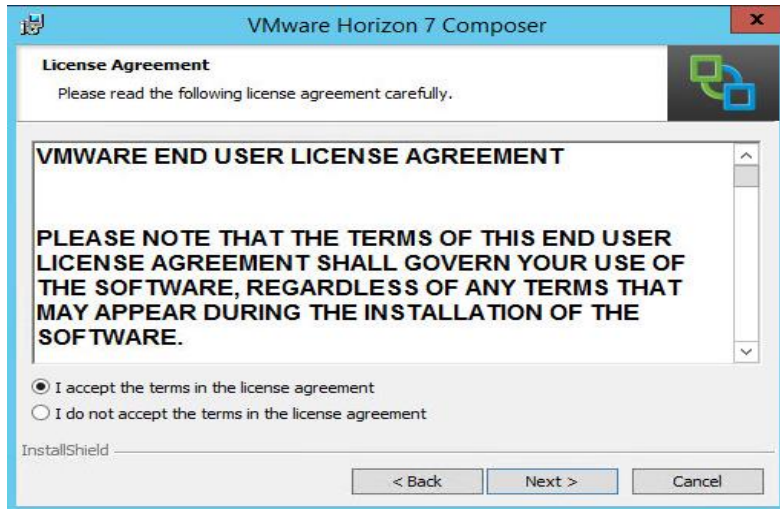 VMware Horizon 7 Composer
x
License Agreement
Please read the following license agreement carefully.
VMWARE END USER LICENSE AGREEMENT
PLEASE NOTE THAT THE TERMS OF THIS END USER
LICENSE AGREEMENT SHALL GOVERN YOUR USE OF
THE SOFTWARE, REGARDLESS OF ANY TERMS THAT
MAY APPEAR DURING THE INSTALLATION OF THE
SOFTWARE.
I accept the terms in the license agreement
I do not accept the terms in the license agreement
InstallShield
< Back Next > Cancel